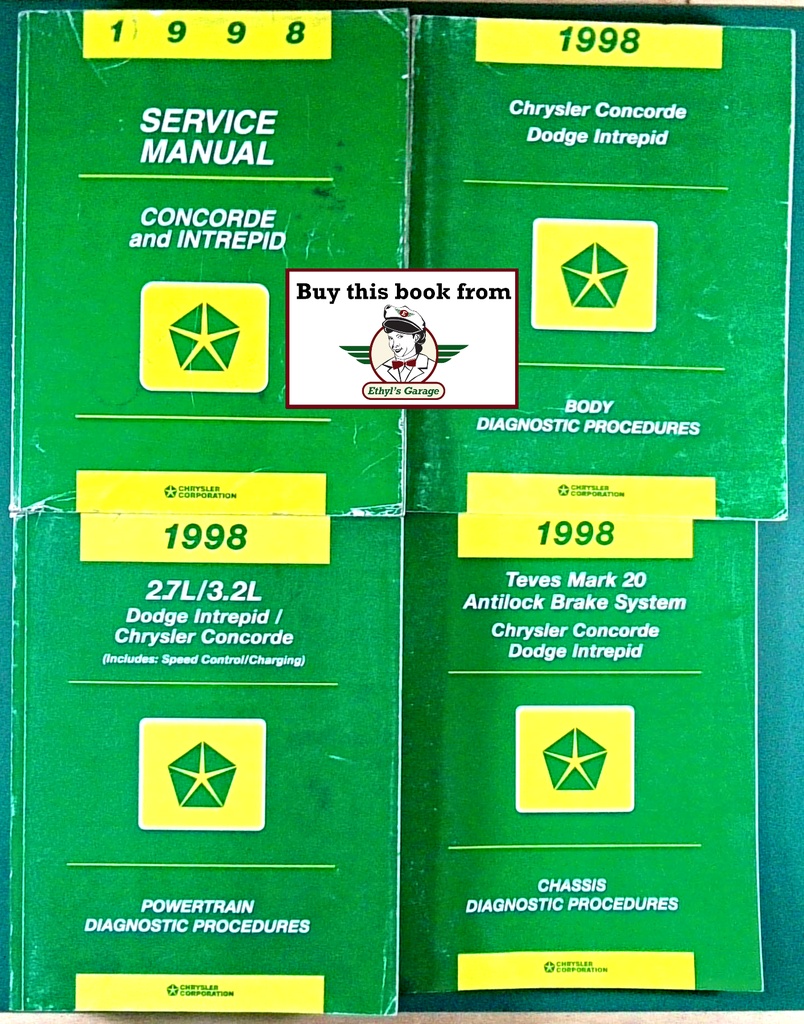 1 9 9 8
SERVICE
MANUAL
CONCORDE
and INTREPID
CHRYSLER
CORPORATION
1998
Chrysler Concorde
Dodge Intrepid
BODY
DIAGNOSTIC PROCEDURES
CHRYSLER
CORPORATION
Buy this book from
Ethyl's Garage
1998
2.7L/3.2L
Dodge Intrepid /
Chrysler Concorde
(Includes: Speed Control/Charging)
POWERTRAIN
DIAGNOSTIC PROCEDURES
CHRYSLER
CORPORATION
1998
Teves Mark 20
Antilock Brake System
Chrysler Concorde
Dodge Intrepid
CHASSIS
DIAGNOSTIC PROCEDURES
CHRYSLER
CORPORATION